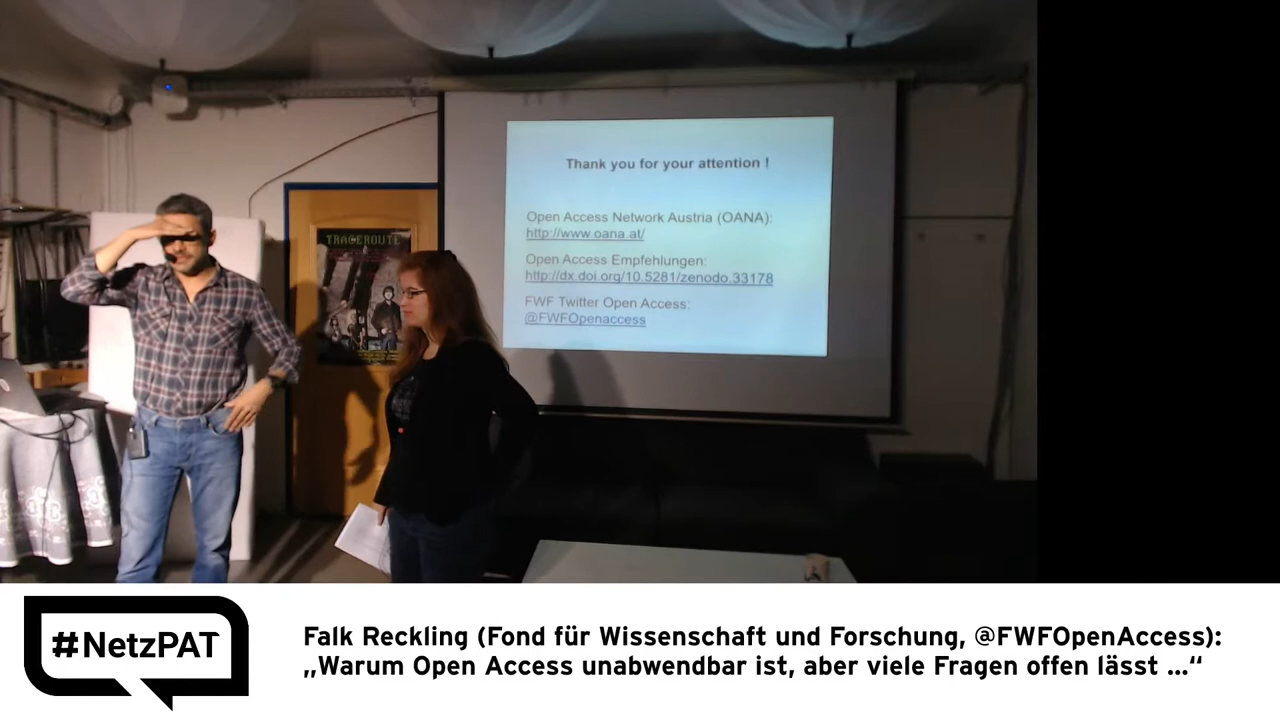 TRACEROUTE
Thank you for your attention !
Open Access Network Austria (OANA):
http://www.oana.at/
Open Access Empfehlungen:
http://dx.doi.org/10.5281/zenodo.33178
FWF Twitter Open Access:
@FWFOpenaccess
#NetzPAT
Falk Reckling (Fond für Wissenschaft und Forschung, @FWFOpenAccess):
„Warum Open Access unabwendbar ist, aber viele Fragen offen lässt ...“